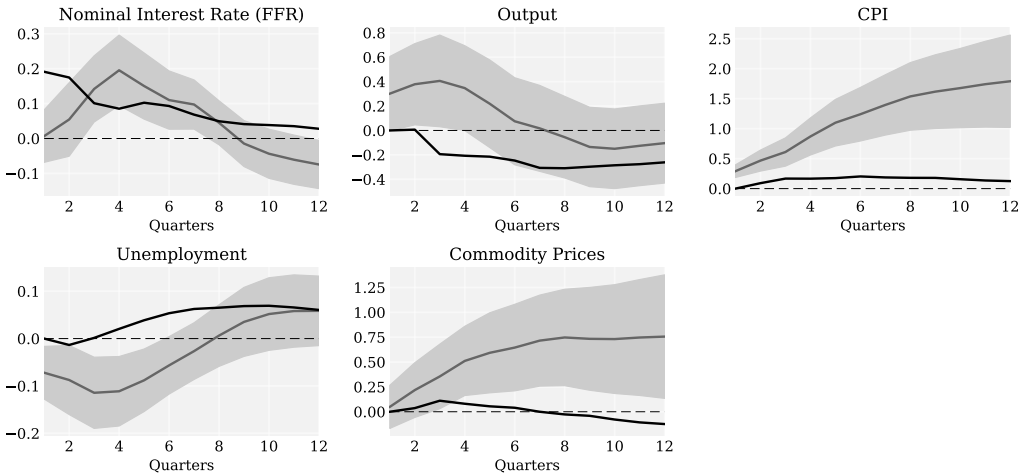 Nominal Interest Rate (FFR)
0.3
0.2
0.1
0.0
−0.1
2 4 6 8 10 12
Quarters
Output
0.8
0.6
0.4
0.2
0.0
−0.2
−0.4
2 4 6 8 10 12
Quarters
CPI
2.5
2.0
1.5
1.0
0.5
0.0
2 4 6 8 10 12
Quarters
Unemployment
0.1
0.0
−0.1
−0.2
2 4 6 8 10 12
Quarters
Commodity Prices
1.25
1.00
0.75
0.50
0.25
0.00
2 4 6 8 10 12
Quarters